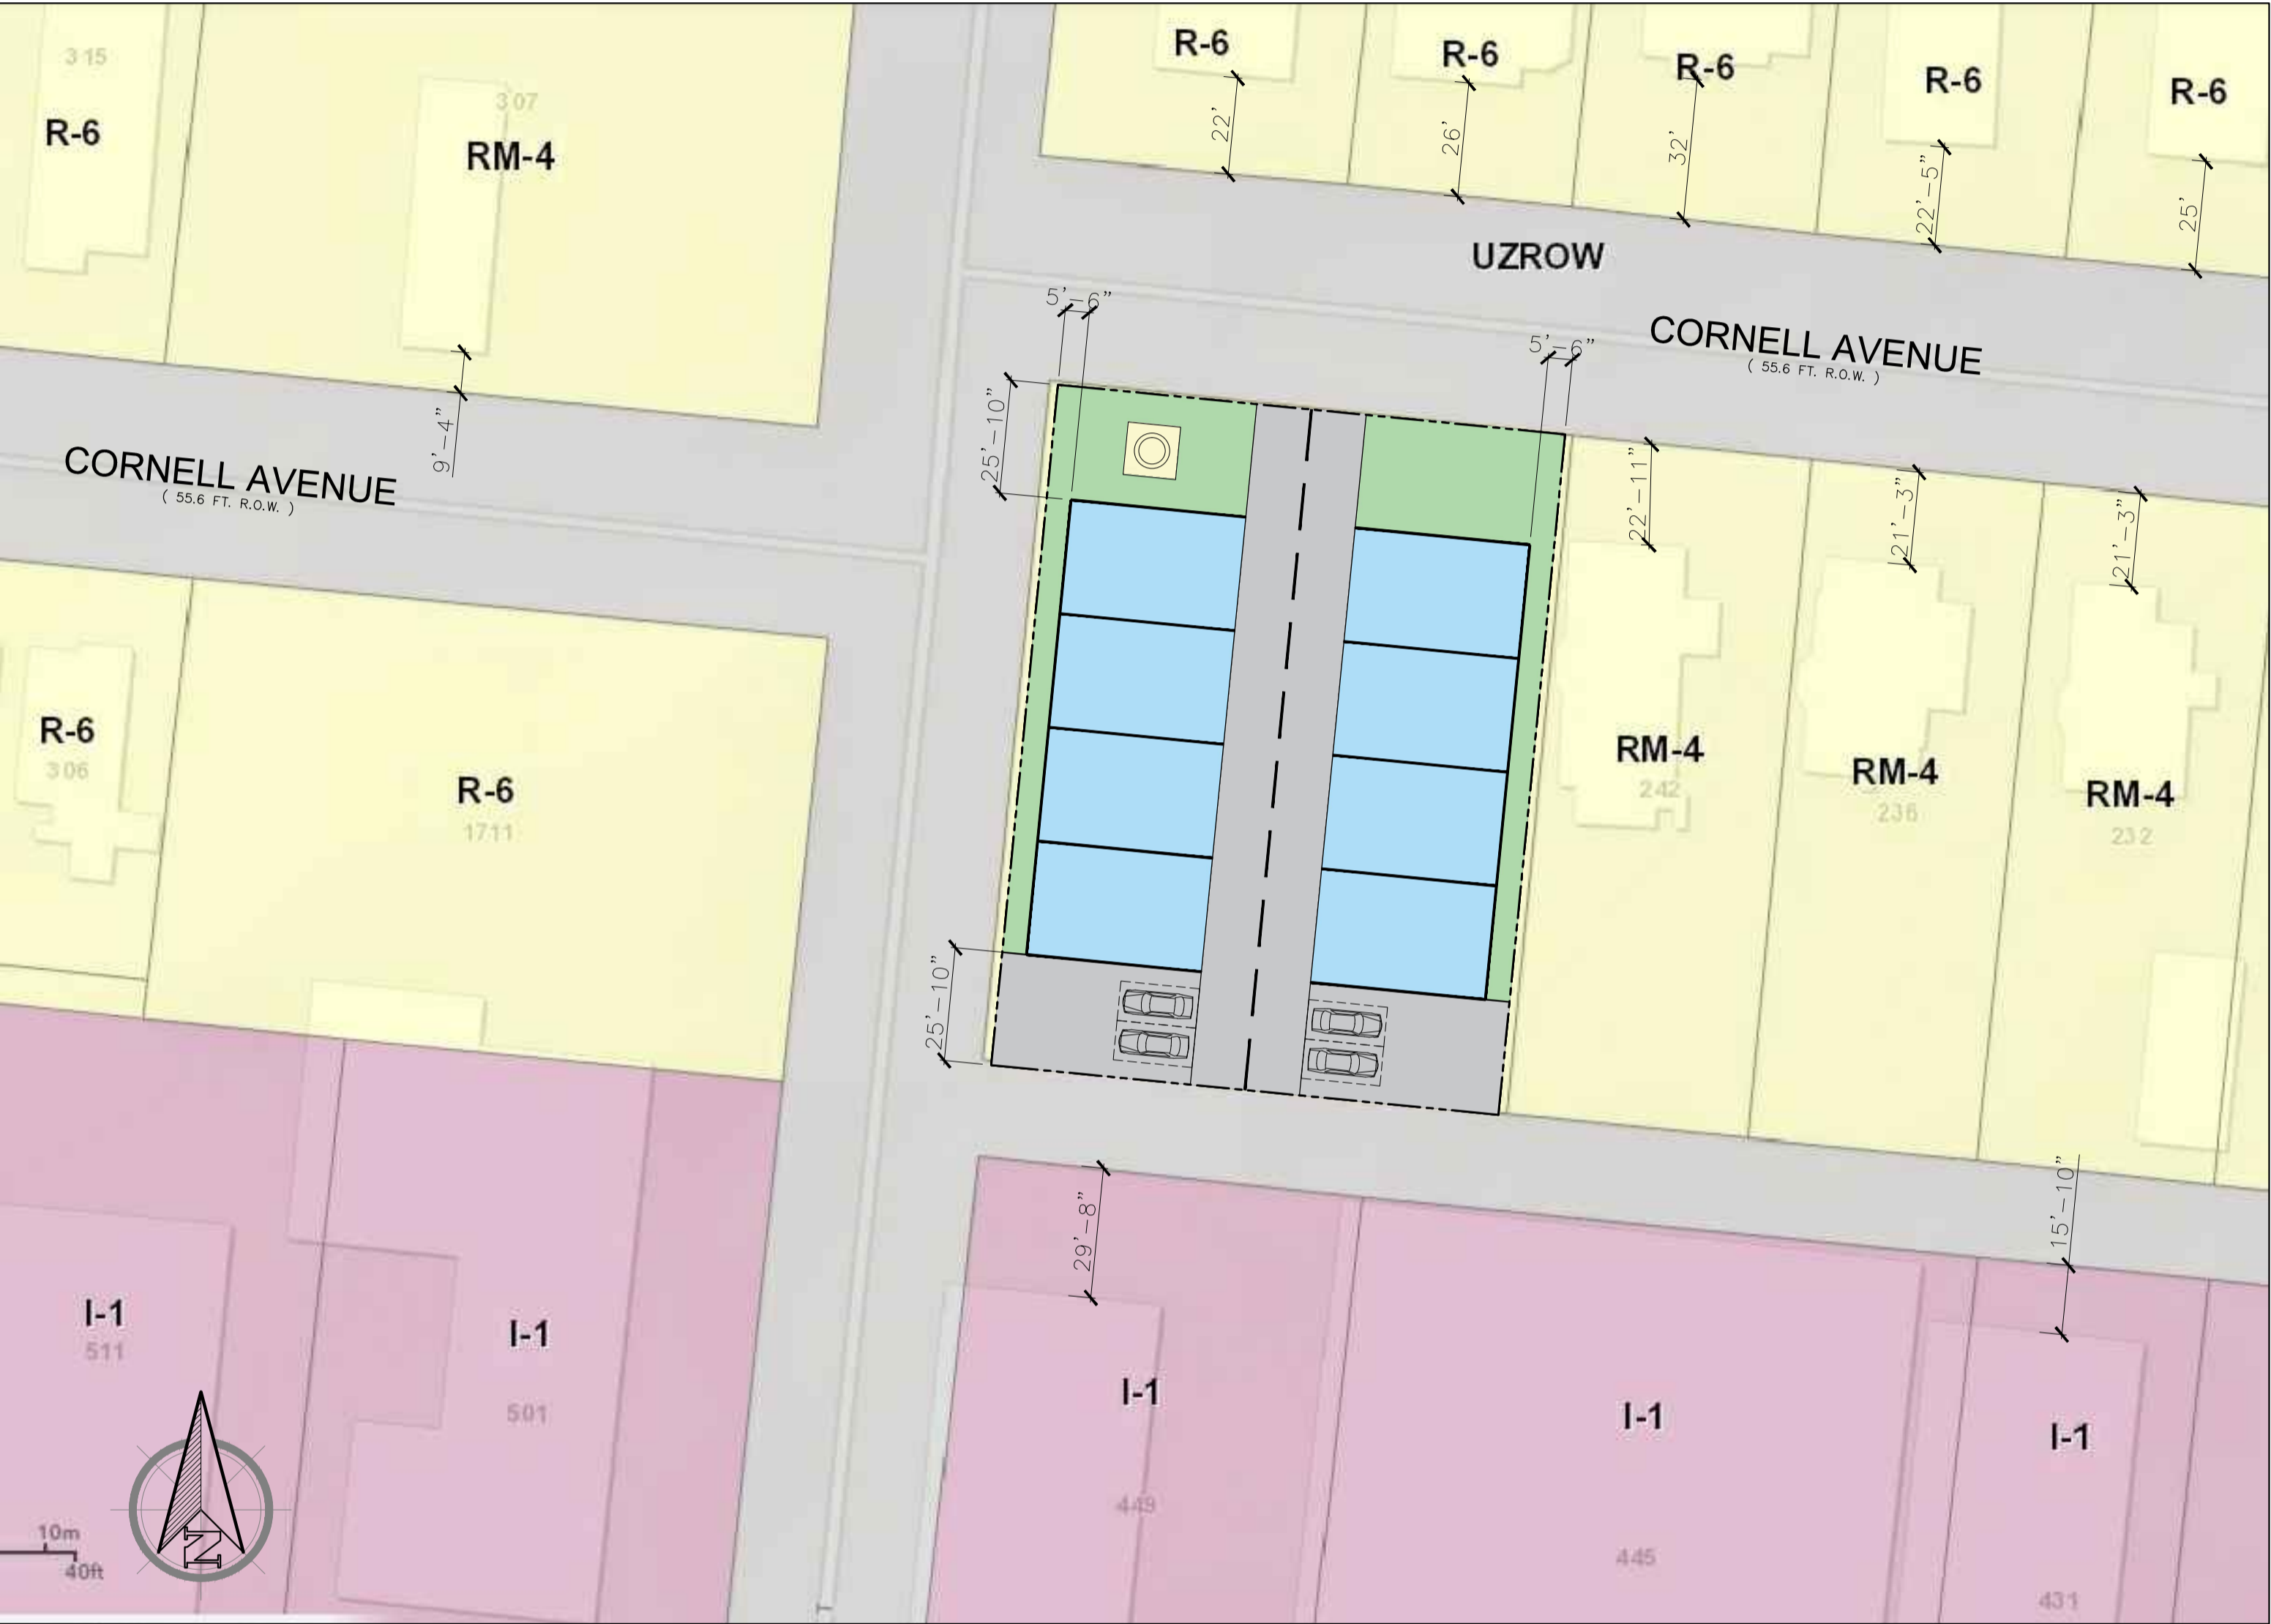 315
R-6
307
RM-4
R-6
R-6
R-6
R-6
R-6
22'
26'
32'
22'-5"
25'
UZROW
CORNELL AVENUE
( 55.6 FT. R.O.W. )
5'-6"
5'-6"
25'-10"
9'-4"
CORNELL AVENUE
( 55.6 FT. R.O.W. )
22'-11"
21'-3"
21'-3"
R-6
306
R-6
1711
RM-4
242
RM-4
236
RM-4
232
25'-10"
29'-8"
15'-10"
I-1
511
I-1
501
I-1
449
I-1
445
I-1
431
N
10m
40ft
T